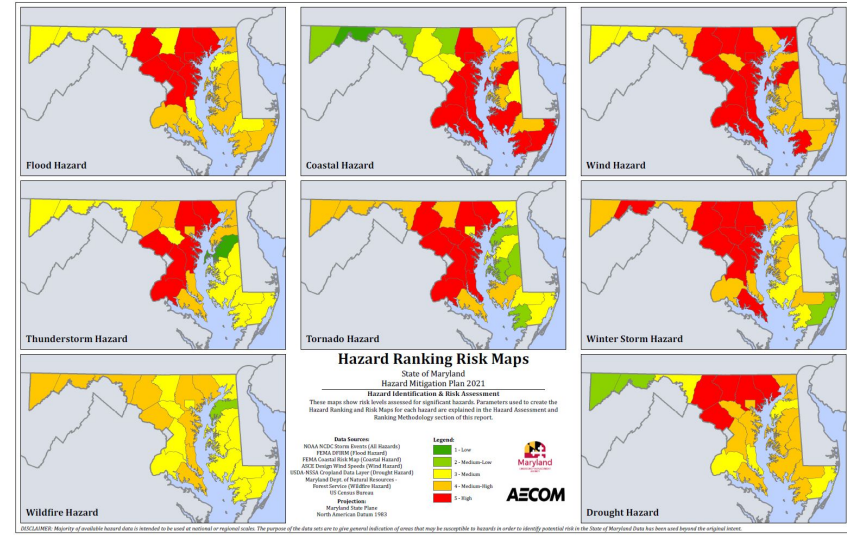 Flood Hazard
Coastal Hazard
Wind Hazard
Thunderstorm Hazard
Tornado Hazard
Winter Storm Hazard
Wildfire Hazard
Hazard Ranking Risk Maps
State of Maryland
Hazard Mitigation Plan 2021
Hazard Identification & Risk Assessment
These maps show risk levels assessed for significant hazards. Parameters used to create the
Hazard Ranking and Risk Maps for each hazard are explained in the Hazard Assessment and
Ranking Methodology section of this report.
Data Sources:
NOAA NCDC Storm Events (All Hazards)
FEMA DFIRM (Flood Hazard)
FEMA Coastal Risk Map (Coastal Hazard)
ASCE Design Wind Speeds (Wind Hazard)
USDA-NSSA Cropland Data Layer (Drought Hazard)
Maryland Dept. of Natural Resources -
Forest Service (Wildfire Hazard)
US Census Bureau
Projection:
Maryland State Plane
North American Datum 1983
Legend:
1 - Low
2 - Medium-Low
3 - Medium
4 - Medium-High
5 - High
Maryland
AECOM
Drought Hazard
DISCLAIMER: Majority of available hazard data is intended to be used at national or regional scales. The purpose of the data sets are to give general indication of areas that may be susceptible to hazards in order to identify potential risk in the State of Maryland Data has been used beyond the original intent.